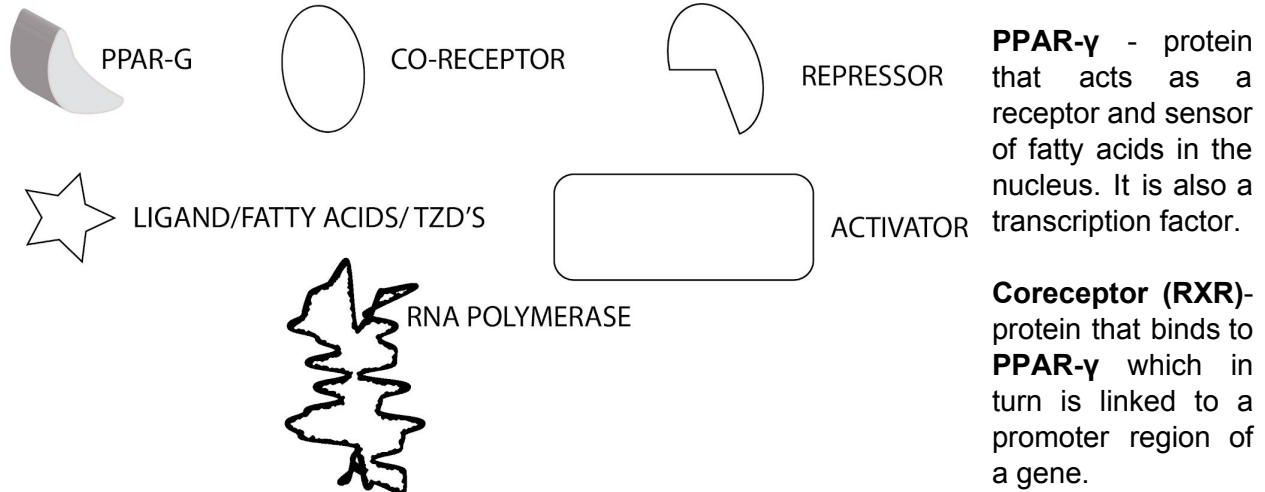 PPAR-G
CO-RECEPTOR
REPRESSOR
LIGAND/FATTY ACIDS/ TZD'S
ACTIVATOR
RNA POLYMERASE
PPAR-γ - protein
that acts as a
receptor and sensor
of fatty acids in the
nucleus. It is also a
transcription factor.
Coreceptor (RXR)-
protein that binds to
PPAR-γ which in
turn is linked to a
promoter region of
a gene.